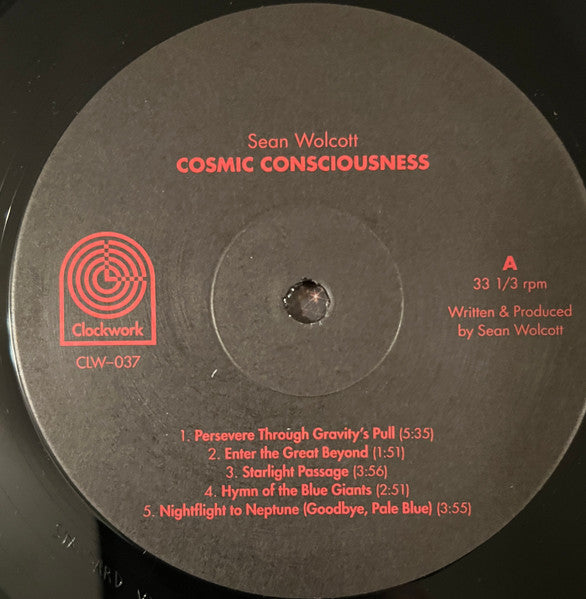 Sean Wolcott
COSMIC CONSCIOUSNESS
Clockwork
CLW–037
A
33 1/3 rpm
Written & Produced
by Sean Wolcott
1. Persevere Through Gravity's Pull (5:35)
2. Enter the Great Beyond (1:51)
3. Starlight Passage (3:56)
4. Hymn of the Blue Giants (2:51)
5. Nightflight to Neptune (Goodbye, Pale Blue) (3:55)